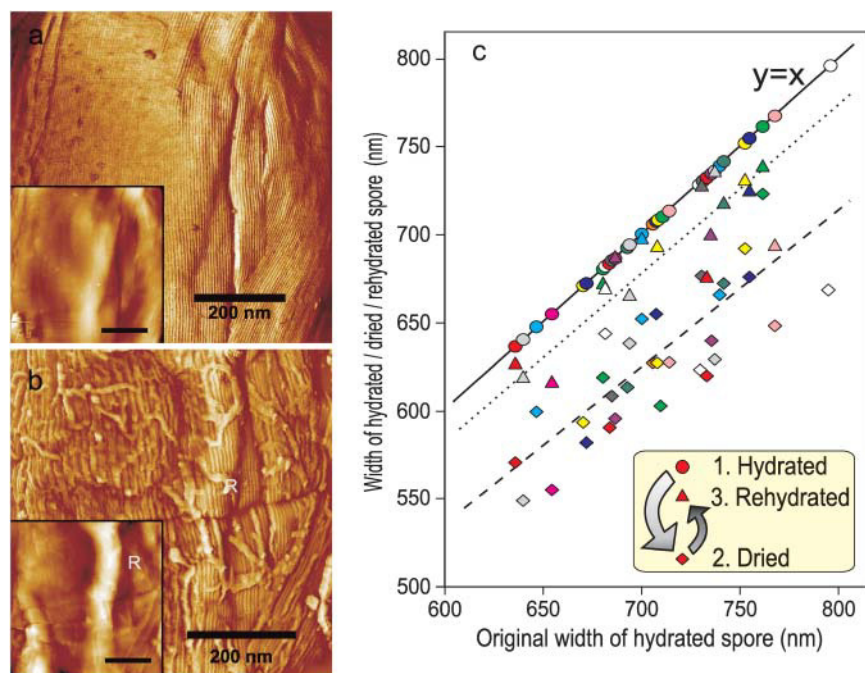 a
200 nm
b
R
R
200 nm
c
y=x
Width of hydrated / dried / rehydrated spore (nm)
800
750
700
650
600
550
500
600
650
700
750
800
Original width of hydrated spore (nm)
1. Hydrated
3. Rehydrated
2. Dried